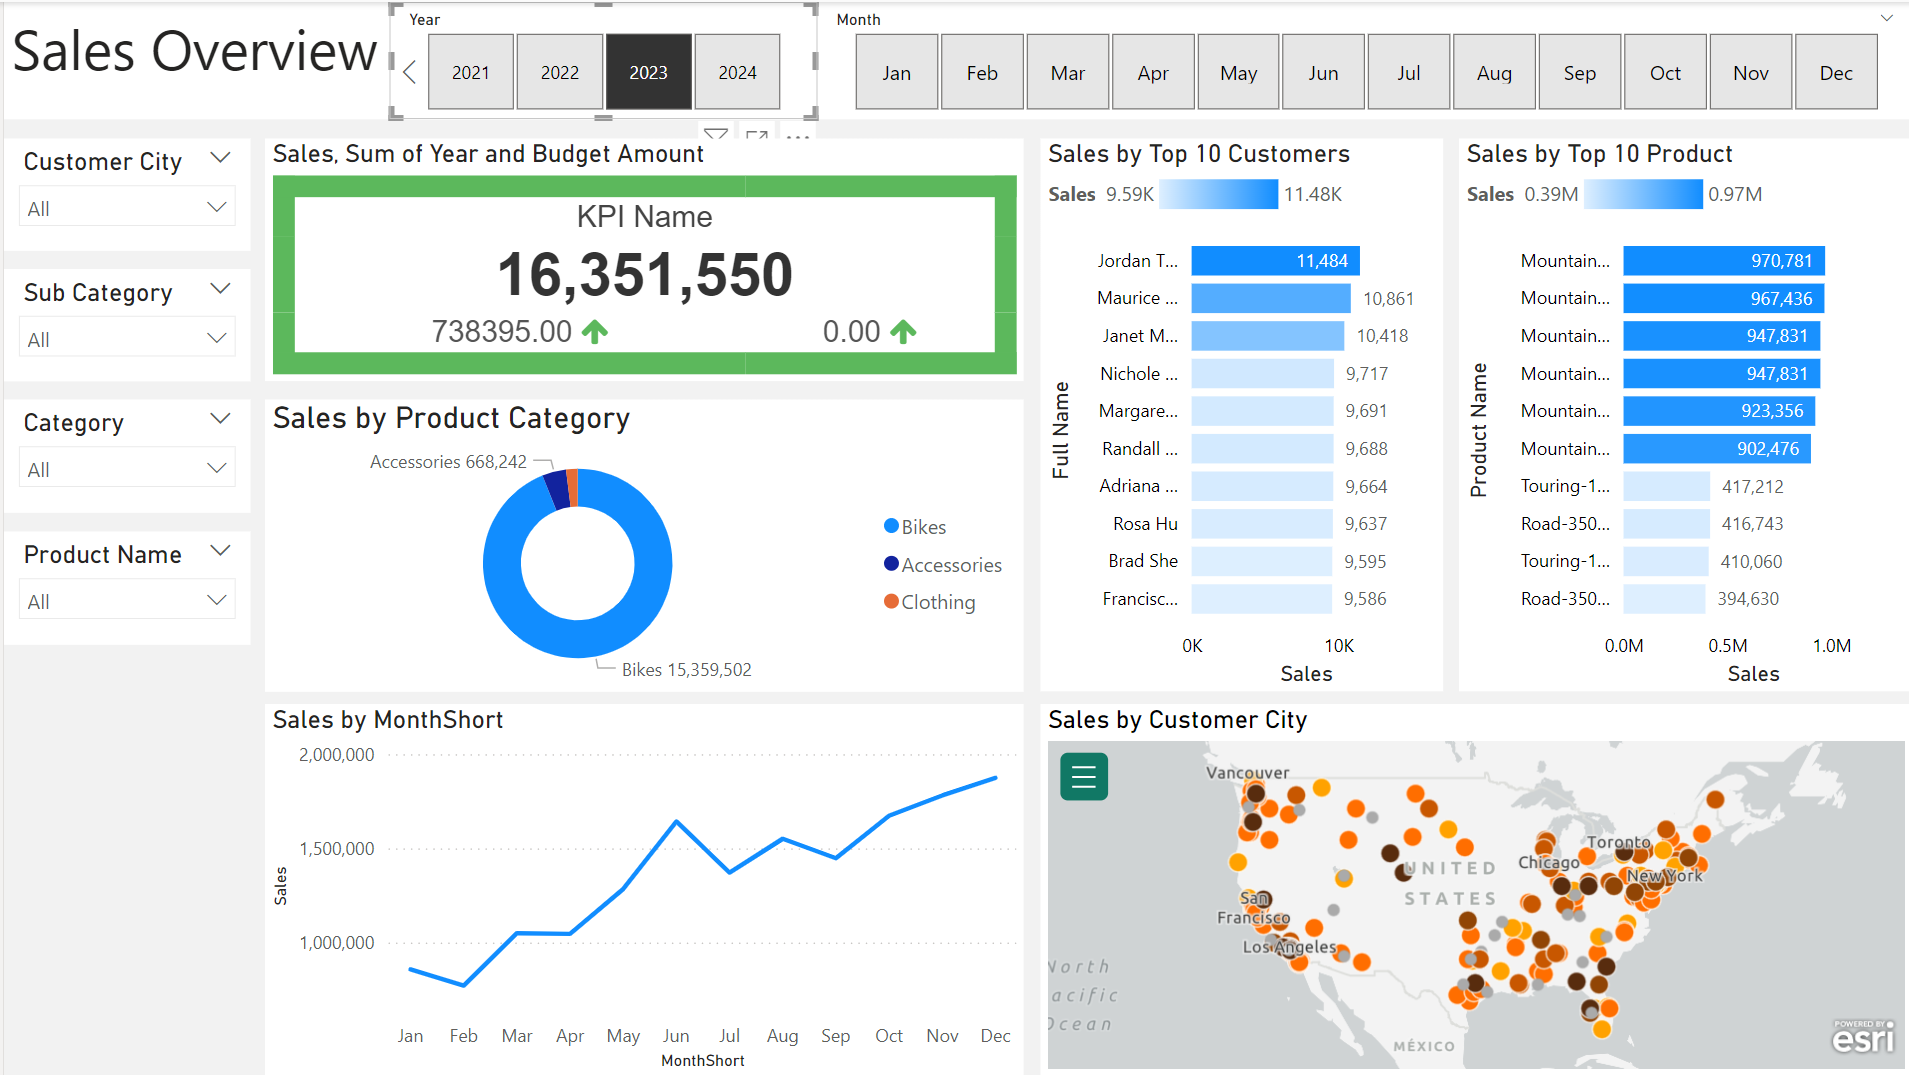 Sales Overview
Year
2021 2022 2023 2024
Month
Jan Feb Mar Apr May Jun Jul Aug Sep Oct Nov Dec
Customer City
All
Sub Category
All
Category
All
Product Name
All
Sales, Sum of Year and Budget Amount
KPI Name
16,351,550
738395.00 0.00
Sales by Product Category
Accessories 668,242
Bikes 15,359,502
Bikes
Accessories
Clothing
Sales by Top 10 Customers
Sales 9.59K 11.48K
Full Name
Jordan T... 11,484
Maurice ... 10,861
Janet M... 10,418
Nichole ... 9,717
Margare... 9,691
Randall ... 9,688
Adriana ... 9,664
Rosa Hu 9,637
Brad She 9,595
Francisc... 9,586
0K 10K
Sales
Sales by Top 10 Product
Sales 0.39M 0.97M
Product Name
Mountain... 970,781
Mountain... 967,436
Mountain... 947,831
Mountain... 947,831
Mountain... 923,356
Mountain... 902,476
Touring-1... 417,212
Road-350... 416,743
Touring-1... 410,060
Road-350... 394,630
0.0M 0.5M 1.0M
Sales
Sales by MonthShort
2,000,000
1,500,000
1,000,000
Sales
Jan Feb Mar Apr May Jun Jul Aug Sep Oct Nov Dec
MonthShort
Sales by Customer City
Vancouver
Toronto
Chicago
New York
UNITED
STATES
San
Francisco
Los Angeles
North
acific
Ocean
MÉXICO
POWERED BY
esri